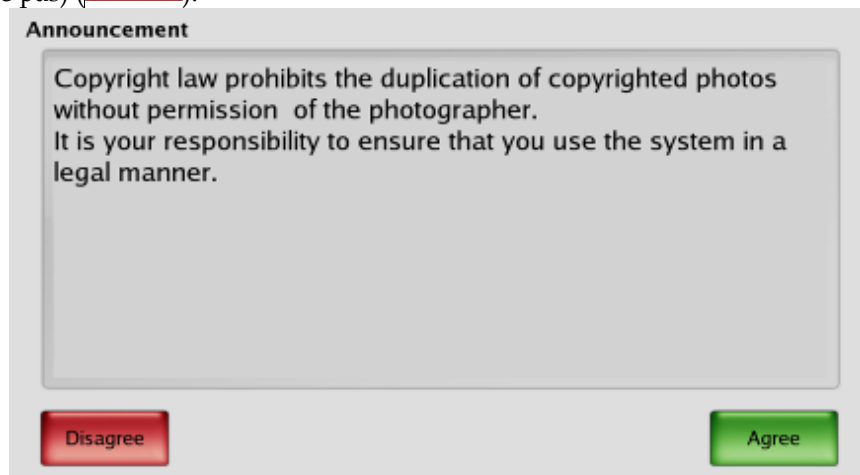 e pas) (
Announcement
Copyright law prohibits the duplication of copyrighted photos
without permission  of the photographer.
It is your responsibility to ensure that you use the system in a
legal manner.
Disagree
Agree